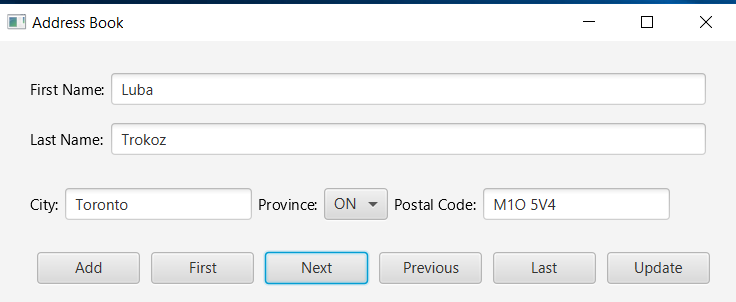 Address Book
First Name: Luba
Last Name: Trokoz
City: Toronto Province: ON Postal Code: M1O 5V4
Add First Next Previous Last Update